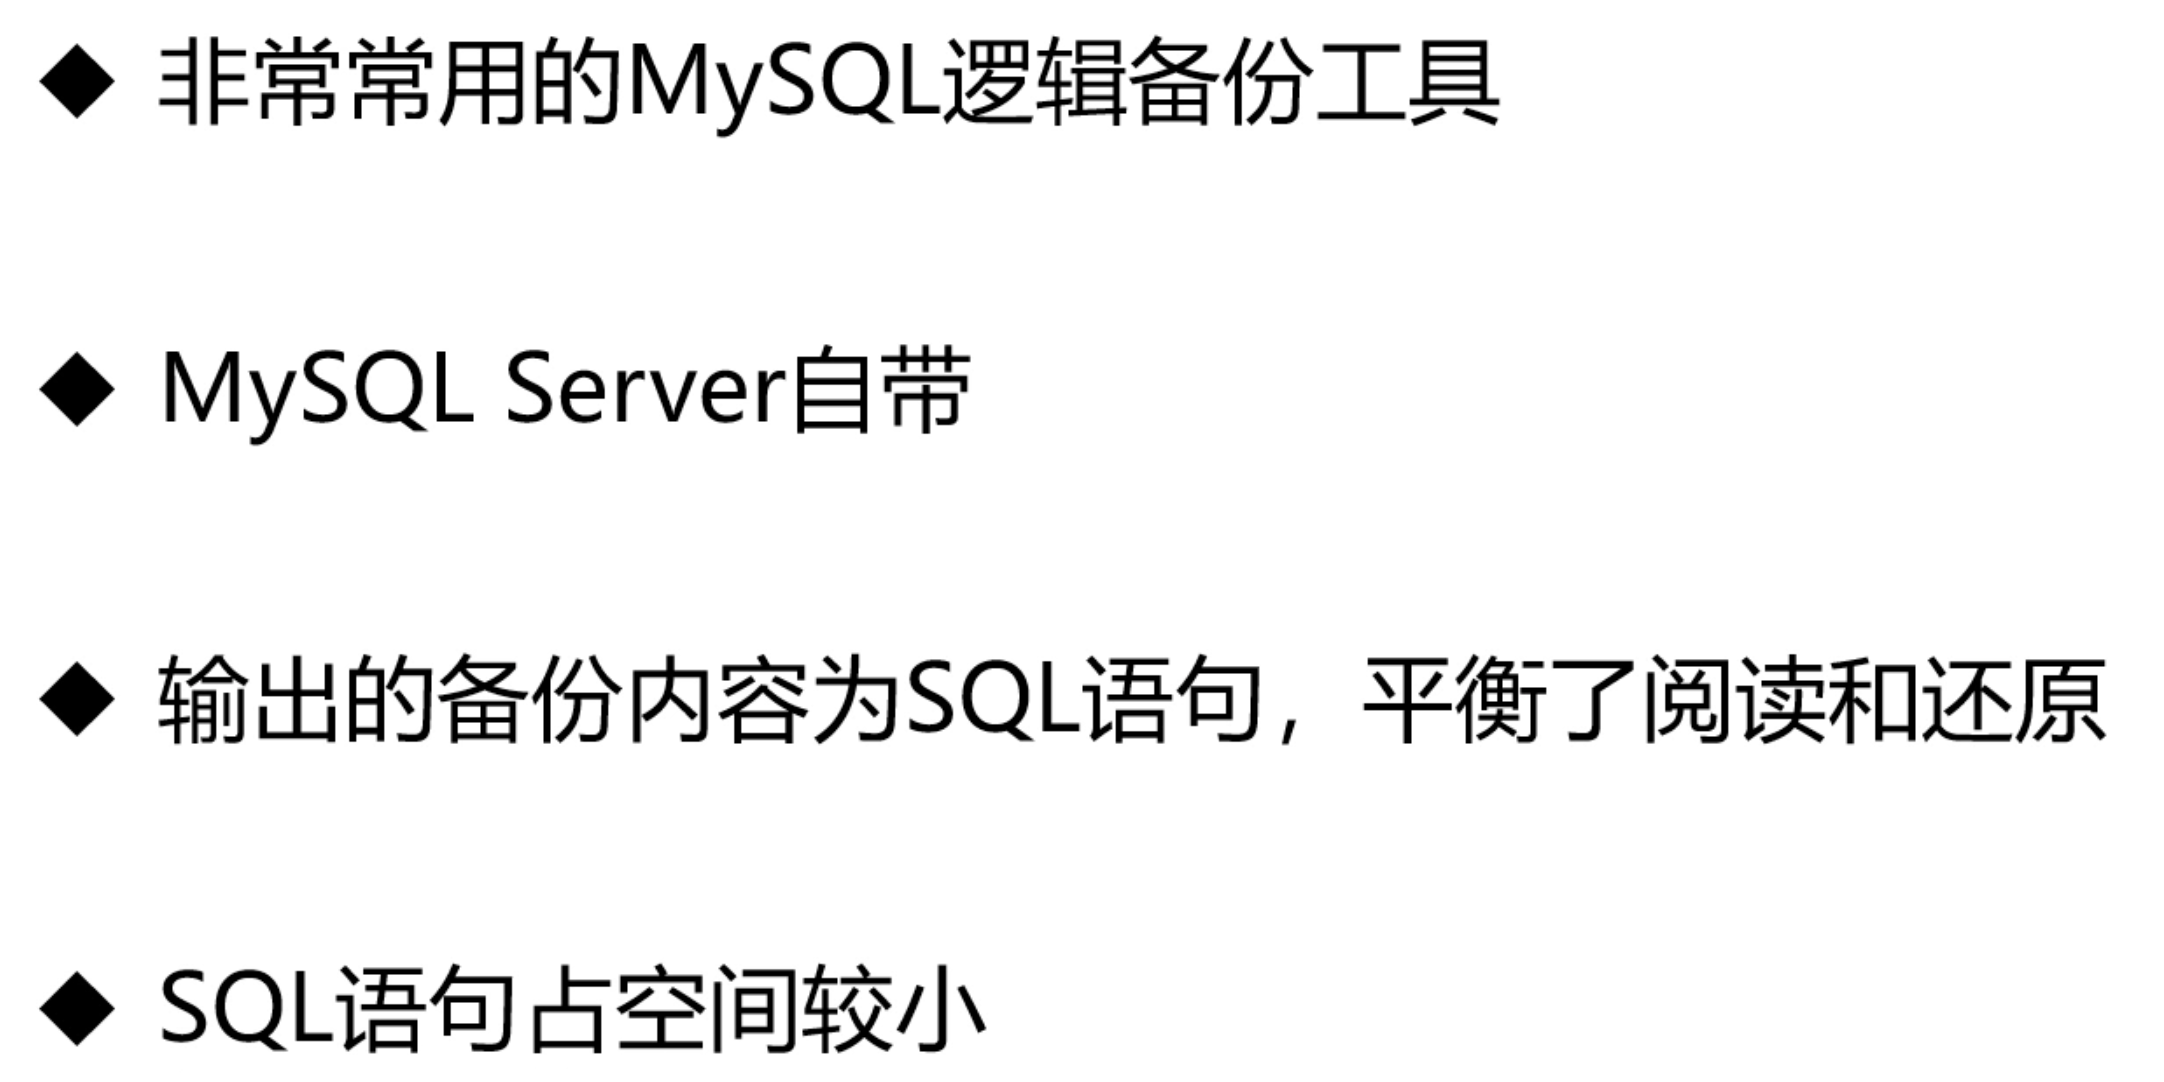 ◆ 非常常用的MySQL逻辑备份工具
◆ MySQL Server自带
◆ 输出的备份内容为SQL语句，平衡了阅读和还原
◆ SQL语句占空间较小